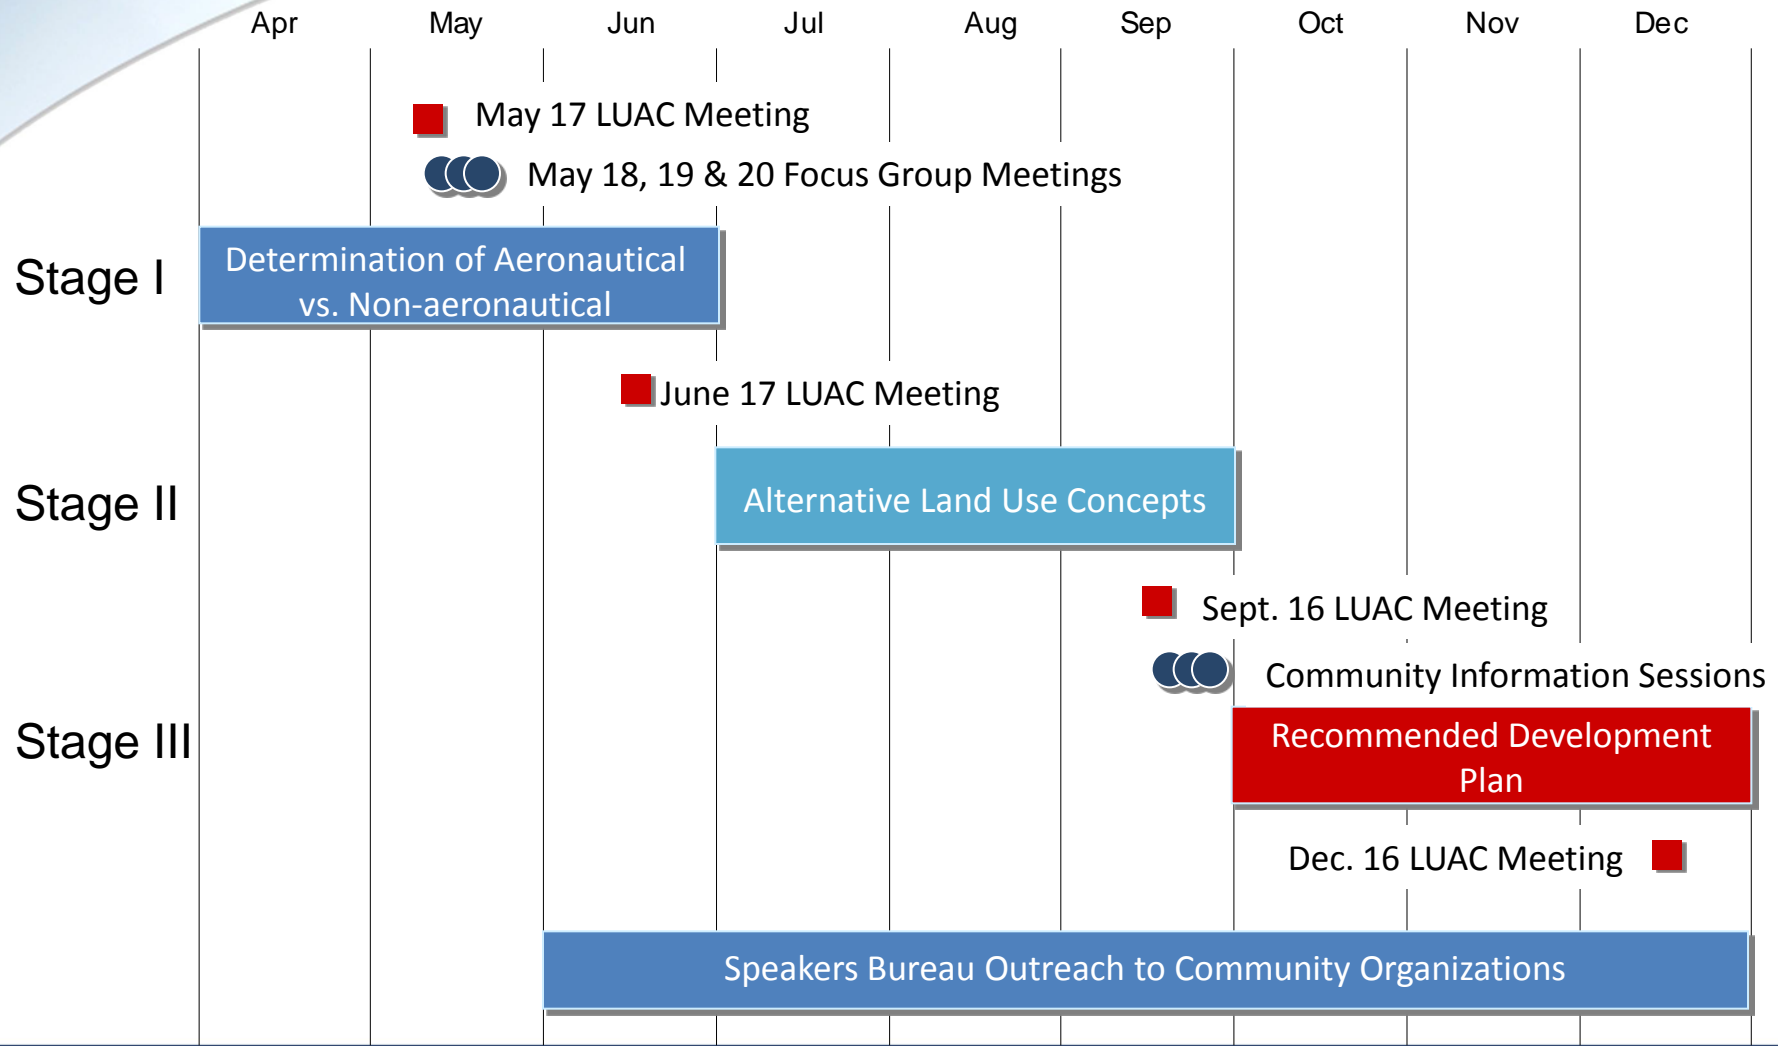 Apr May Jun Jul Aug Sep Oct Nov Dec
May 17 LUAC Meeting
May 18, 19 & 20 Focus Group Meetings
Stage I
Determination of Aeronautical
vs. Non-aeronautical
June 17 LUAC Meeting
Stage II
Alternative Land Use Concepts
Sept. 16 LUAC Meeting
Community Information Sessions
Stage III
Recommended Development
Plan
Dec. 16 LUAC Meeting
Speakers Bureau Outreach to Community Organizations